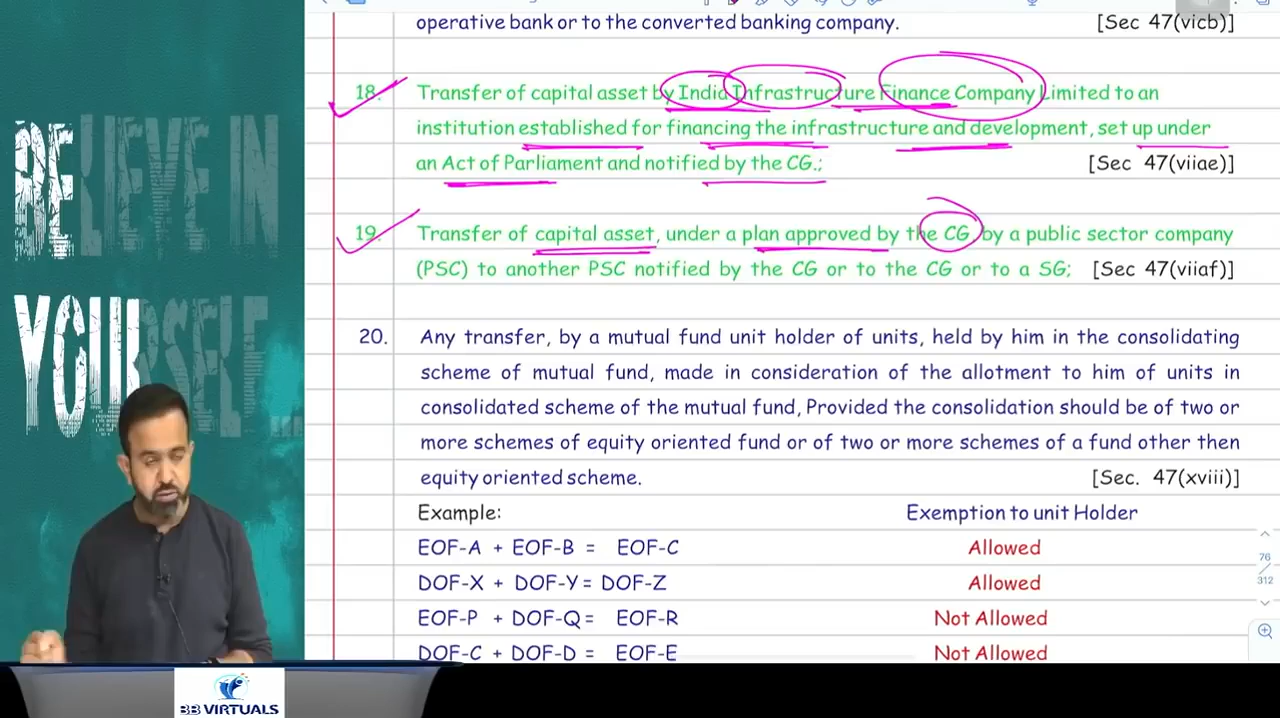 operative bank or to the converted banking company. [Sec 47(vicb)]
18. Transfer of capital asset by India Infrastructure Finance Company Limited to an
institution established for financing the infrastructure and development, set up under
an Act of Parliament and notified by the CG.; [Sec 47(viiae)]
19. Transfer of capital asset, under a plan approved by the CG, by a public sector company
(PSC) to another PSC notified by the CG or to the CG or to a SG; [Sec 47(viiaf)]
20. Any transfer, by a mutual fund unit holder of units, held by him in the consolidating
scheme of mutual fund, made in consideration of the allotment to him of units in
consolidated scheme of the mutual fund, Provided the consolidation should be of two or
more schemes of equity oriented fund or of two or more schemes of a fund other then
equity oriented scheme. [Sec. 47(xviii)]
Example: Exemption to unit Holder
EOF-A + EOF-B = EOF-C Allowed
DOF-X + DOF-Y = DOF-Z Allowed
EOF-P + DOF-Q = EOF-R Not Allowed
DOF-C + DOF-D = EOF-E Not Allowed
76
312
BELIEVE IN
YOURSELF...
BB VIRTUALS